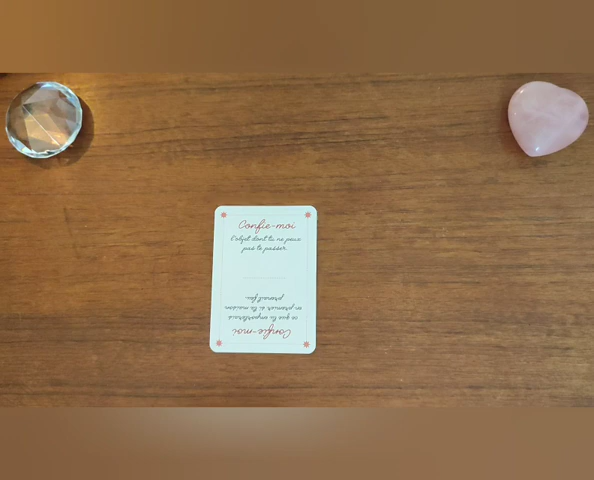 Confie-moi
l'objet dont tu ne peux
pas te passer.
Confie-moi
ce que tu emporterais
en premier si ta maison
prenait feu.